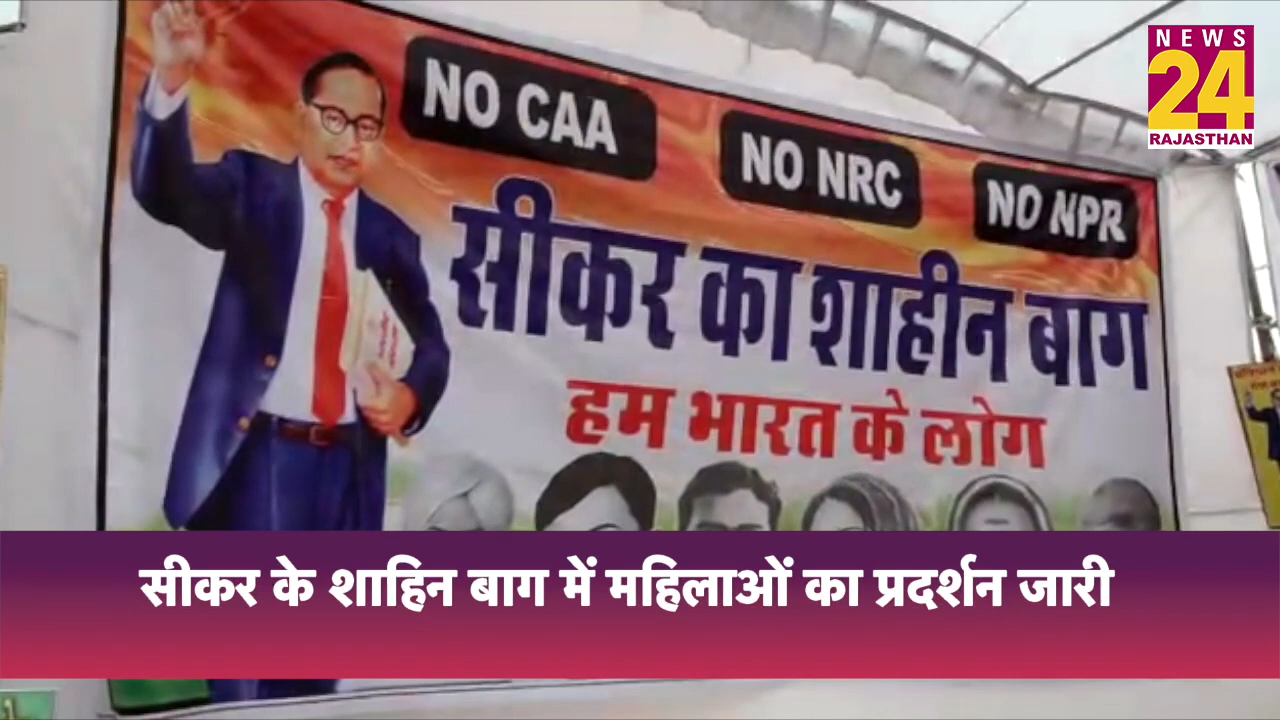 NEWS
24
RAJASTHAN
NO CAA
NO NRC
NO NPR
सीकर का शाहीन बाग
हम भारत के लोग
सीकर के शाहिन बाग में महिलाओं का प्रदर्शन जारी